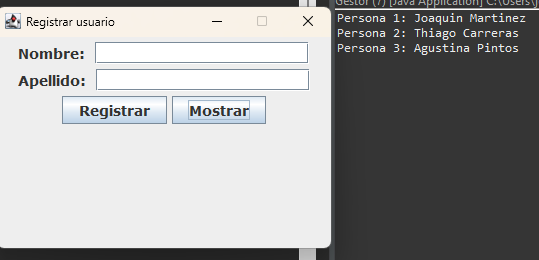 Registrar usuario
Nombre:
Apellido:
Registrar
Mostrar
Gestor (7) [Java Application] C:\Users\
Persona 1: Joaquin Martinez
Persona 2: Thiago Carreras
Persona 3: Agustina Pintos